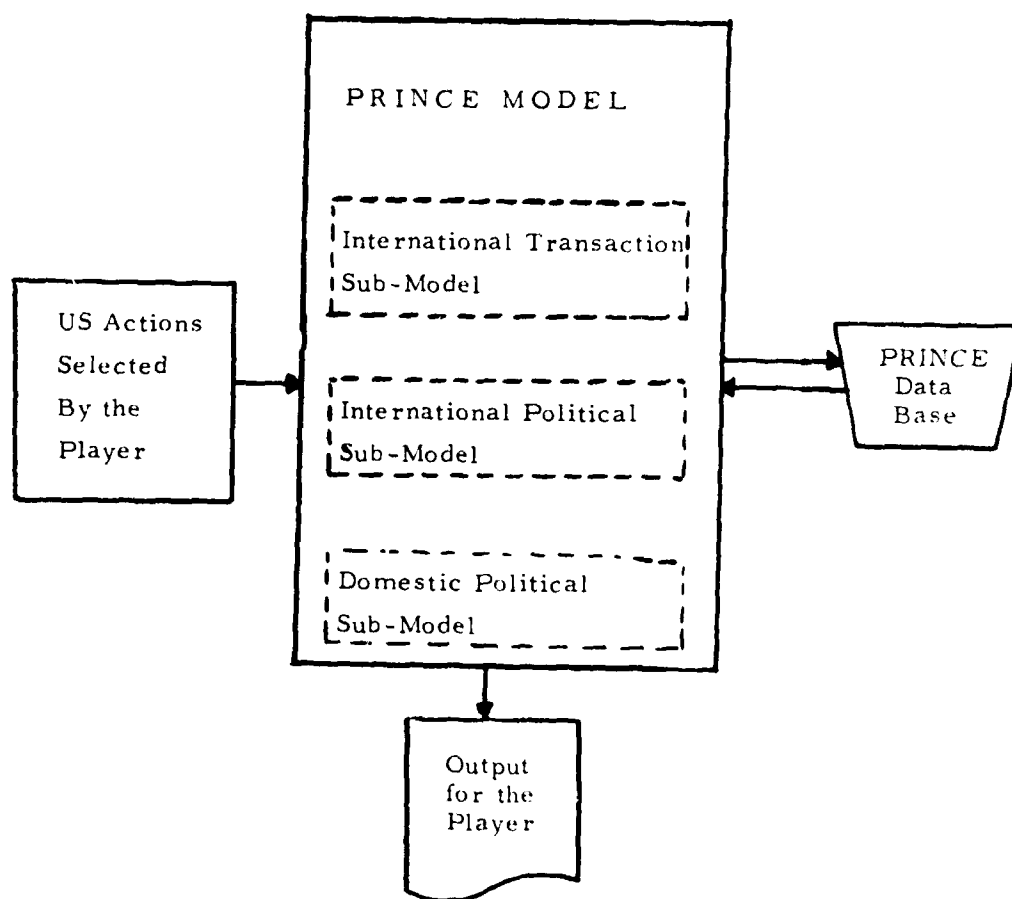 PRINCE MODEL
International Transaction
Sub-Model
US Actions
Selected
By the
Player
International Political
Sub-Model
PRINCE
Data
Base
Domestic Political
Sub-Model
Output
for the
Player